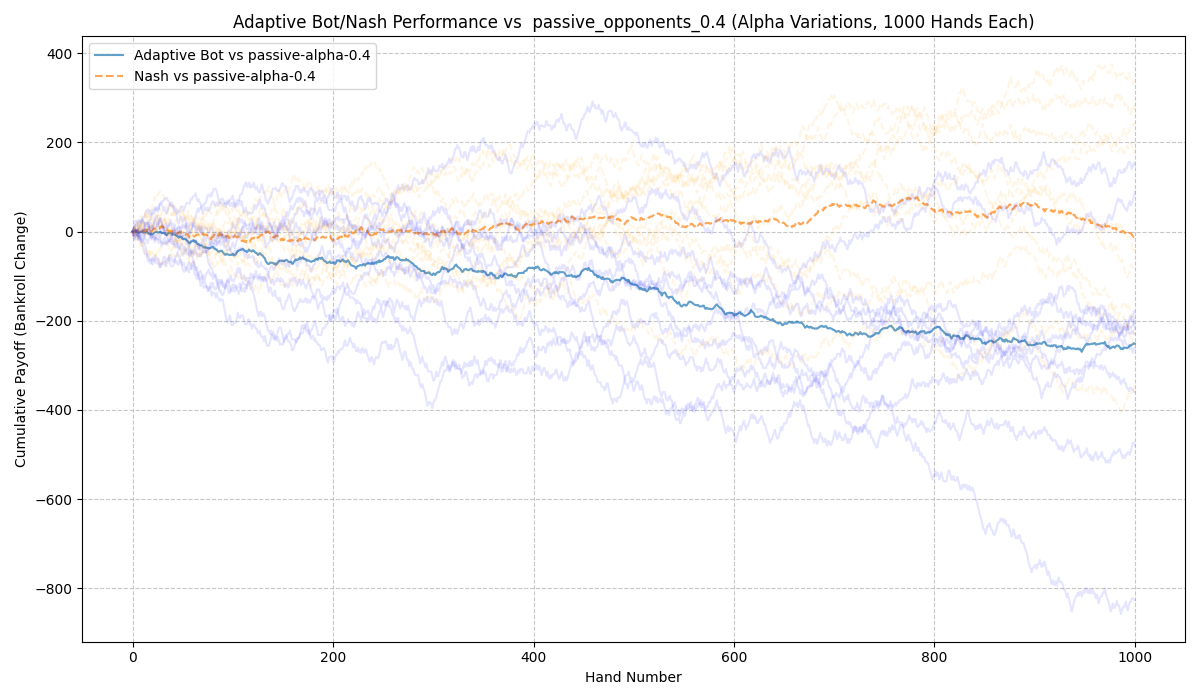 Adaptive Bot/Nash Performance vs  passive_opponents_0.4 (Alpha Variations, 1000 Hands Each)
Adaptive Bot vs passive-alpha-0.4
Nash vs passive-alpha-0.4
Cumulative Payoff (Bankroll Change)
400
200
0
−200
−400
−600
−800
0
200
400
600
800
1000
Hand Number